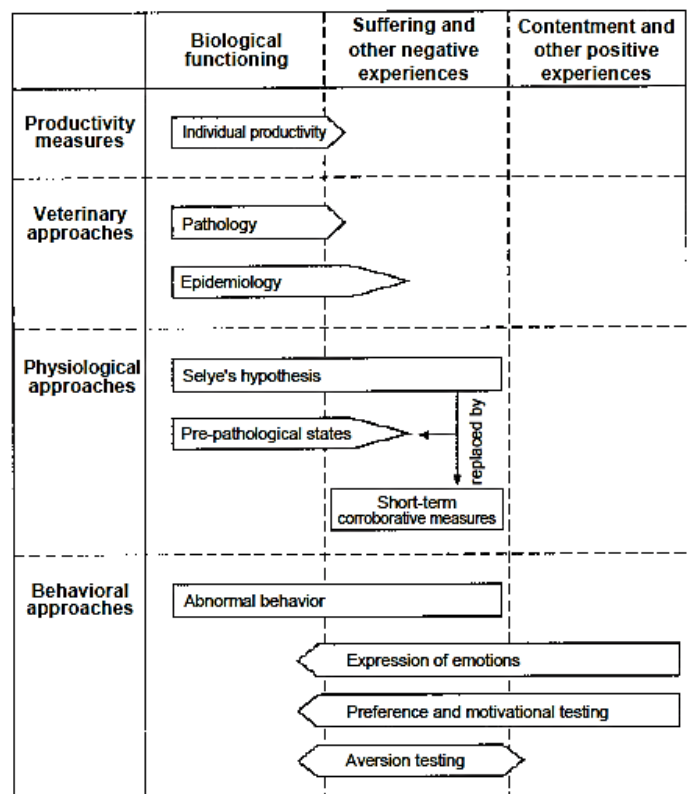 Biological
functioning
Suffering and
other negative
experiences
Contentment and
other positive
experiences
Productivity
measures
Individual productivity
Veterinary
approaches
Pathology
Epidemiology
Physiological
approaches
Selye's hypothesis
Pre-pathological states
replaced by
Short-term
corroborative measures
Behavioral
approaches
Abnormal behavior
Expression of emotions
Preference and motivational testing
Aversion testing